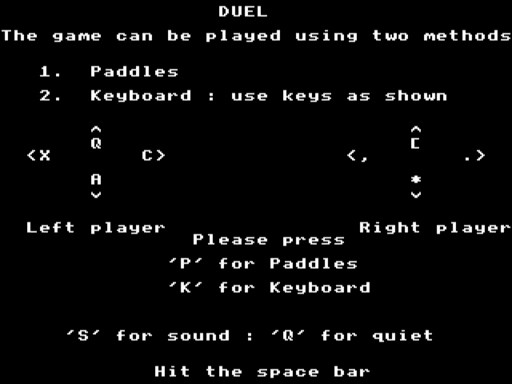 DUEL
The game can be played using two methods
1. Paddles
2. Keyboard : use keys as shown
^ ^
Q [
<X C> <, .>
A *
v v
Left player Right player
Please press
'P' for Paddles
'K' for Keyboard
'S' for sound : 'Q' for quiet
Hit the space bar